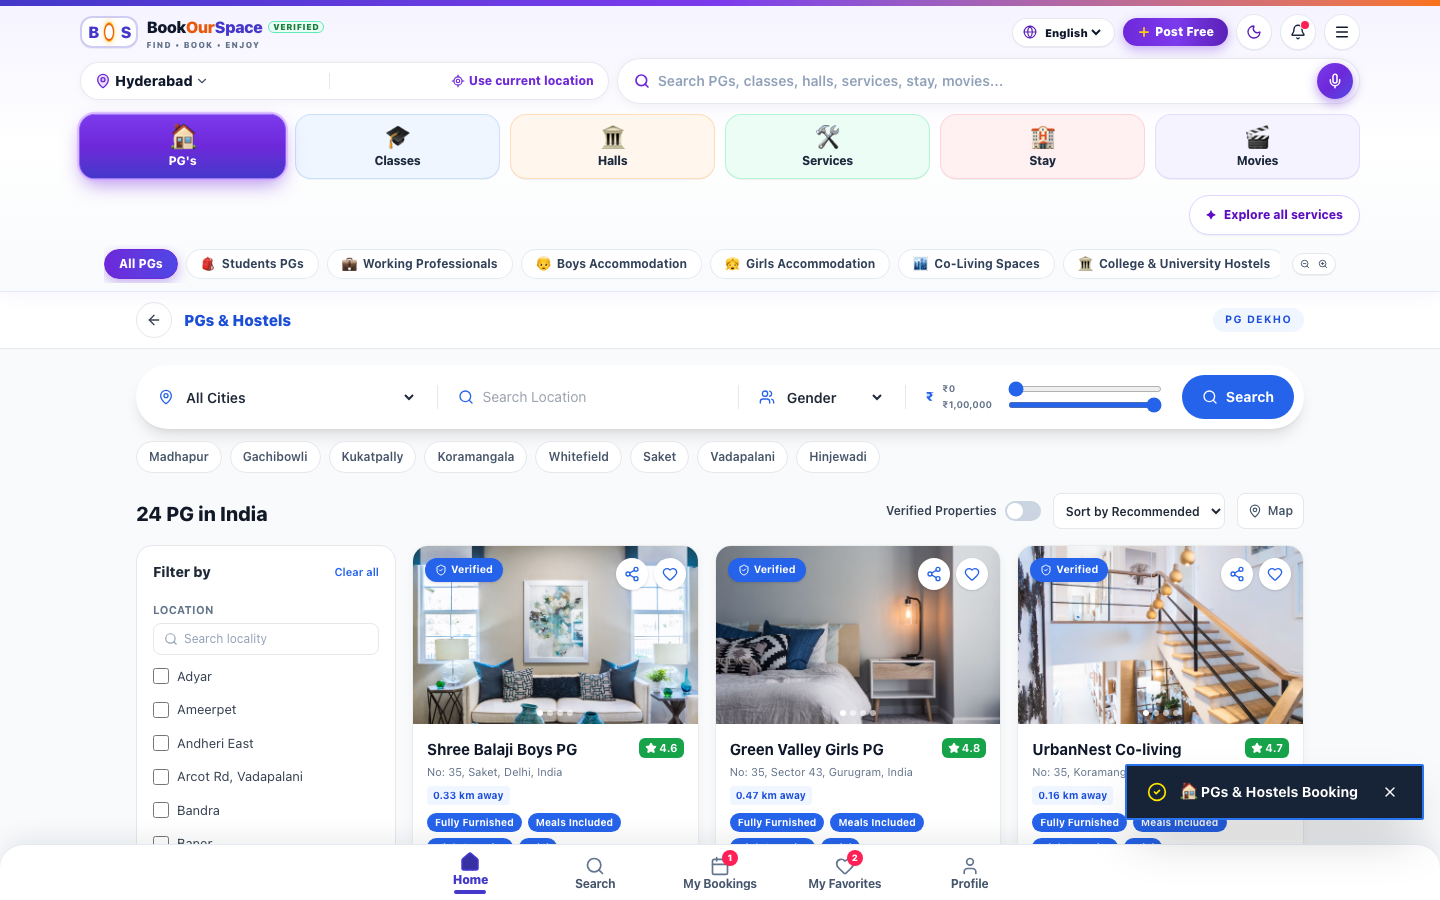 BOS BookOurSpace VERIFIED
FIND • BOOK • ENJOY
English
+ Post Free
Hyderabad
Use current location
Search PGs, classes, halls, services, stay, movies...
PG's
Classes
Halls
Services
Stay
Movies
Explore all services
All PGs
Students PGs
Working Professionals
Boys Accommodation
Girls Accommodation
Co-Living Spaces
College & University Hostels
PGs & Hostels
PG DEKHO
All Cities
Search Location
Gender
₹
₹0
₹1,00,000
Search
Madhapur
Gachibowli
Kukatpally
Koramangala
Whitefield
Saket
Vadapalani
Hinjewadi
24 PG in India
Verified Properties
Sort by Recommended
Map
Filter by
Clear all
LOCATION
Search locality
Adyar
Ameerpet
Andheri East
Arcot Rd, Vadapalani
Bandra
Verified
Shree Balaji Boys PG
4.6
No: 35, Saket, Delhi, India
0.33 km away
Fully Furnished
Meals Included
Verified
Green Valley Girls PG
4.8
No: 35, Sector 43, Gurugram, India
0.47 km away
Fully Furnished
Meals Included
Verified
UrbanNest Co-living
4.7
No: 35, Koramang
0.16 km away
Fully Furnished
Meals Included
PGs & Hostels Booking
Home
Search
My Bookings
1
My Favorites
2
Profile